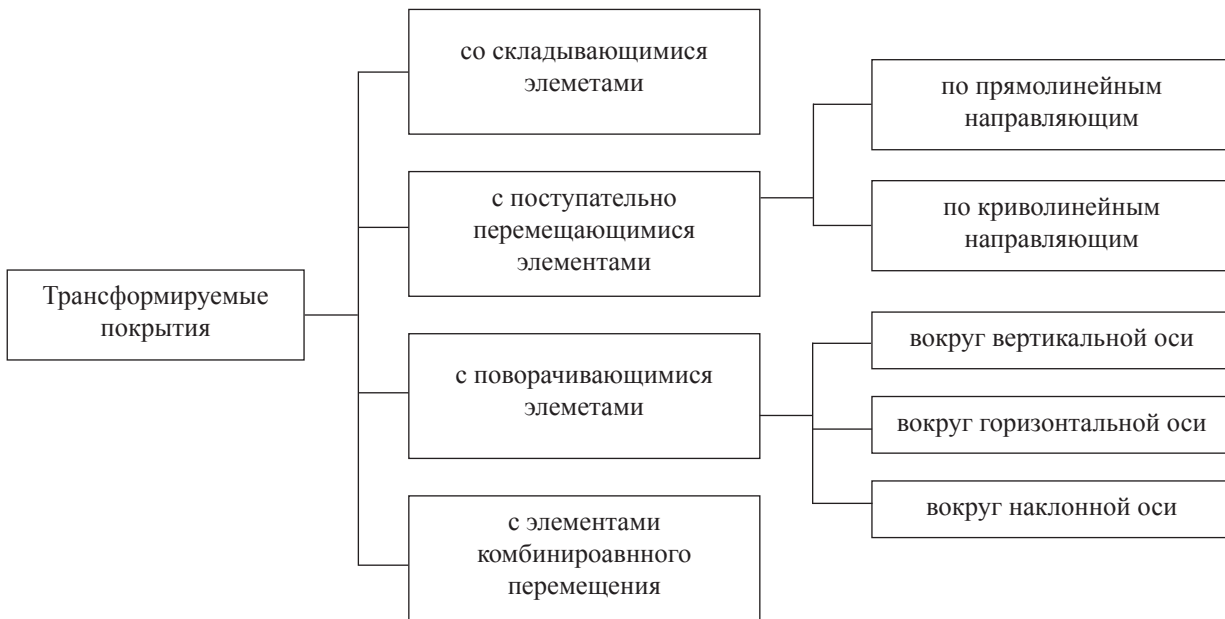 Трансформируемые
покрытия
со складывающимися
элеметами
с поступательно
перемещающимися
элементами
с поворачивающимися
элеметами
с элементами
комбинироавнного
перемещения
по прямолинейным
направляющим
по криволинейным
направляющим
вокруг вертикальной оси
вокруг горизонтальной оси
вокруг наклонной оси